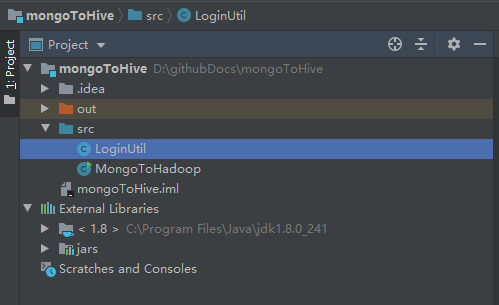 mongoToHive src LoginUtil
1: Project
Project
mongoToHive D:\githubDocs\mongoToHive
.idea
out
src
LoginUtil
MongoToHadoop
mongoToHive.iml
External Libraries
< 1.8 > C:\Program Files\Java\jdk1.8.0_241
jars
Scratches and Consoles